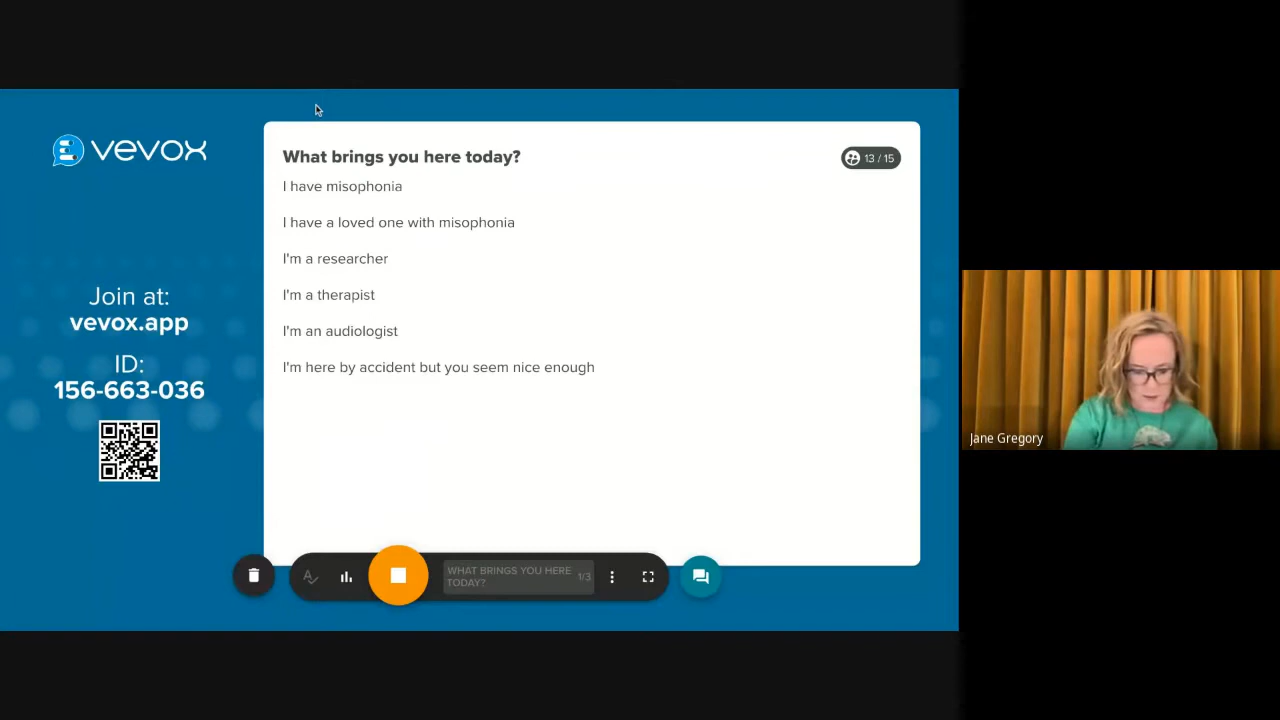 vevox
Join at:
vevox.app
ID:
156-663-036
What brings you here today?
13 / 15
I have misophonia
I have a loved one with misophonia
I'm a researcher
I'm a therapist
I'm an audiologist
I'm here by accident but you seem nice enough
WHAT BRINGS YOU HERE
TODAY?
1/3
Jane Gregory